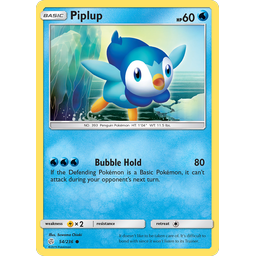 BASIC Piplup HP60
NO. 393 Penguin Pokémon HT: 1'04" WT: 11.5 lbs.
Bubble Hold 80
If the Defending Pokémon is a Basic Pokémon, it can't
attack during your opponent's next turn.
weakness ×2 resistance retreat
54/236